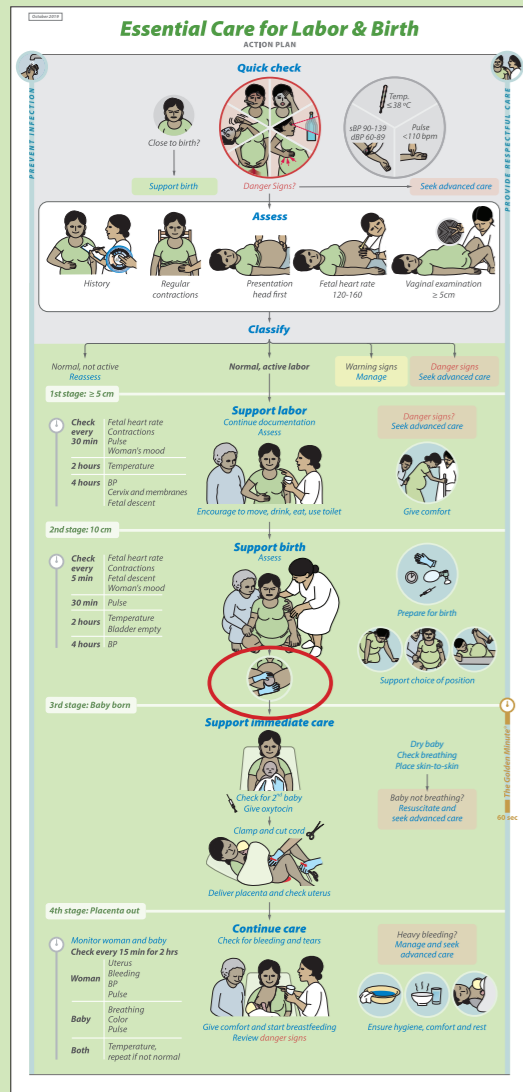 October 2019
Essential Care for Labor & Birth
ACTION PLAN
PREVENT INFECTION
PROVIDE RESPECTFUL CARE
Quick check
Close to birth?
Temp.
≤38 ºC
sBP 90-139
dBP 60-89
Pulse
<110 bpm
Support birth
Danger Signs?
Seek advanced care
Assess
History
Regular
contractions
Presentation
head first
Fetal heart rate
120-160
Vaginal examination
≥ 5cm
Classify
Normal, not active
Reassess
Normal, active labor
Warning signs
Manage
Danger signs
Seek advanced care
1st stage: ≥ 5 cm
Check every 30 min
Fetal heart rate
Contractions
Pulse
Woman's mood
2 hours
Temperature
4 hours
BP
Cervix and membranes
Fetal descent
Support labor
Continue documentation
Assess
Encourage to move, drink, eat, use toilet
Danger signs?
Seek advanced care
Give comfort
2nd stage: 10 cm
Check every 5 min
Fetal heart rate
Contractions
Fetal descent
Woman's mood
30 min
Pulse
2 hours
Temperature
Bladder empty
4 hours
BP
Support birth
Assess
Prepare for birth
Support choice of position
3rd stage: Baby born
Support immediate care
Check for 2nd baby
Give oxytocin
Clamp and cut cord
Deliver placenta and check uterus
Dry baby
Check breathing
Place skin-to-skin
Baby not breathing?
Resuscitate and
seek advanced care
The Golden Minute®
60 sec
4th stage: Placenta out
Monitor woman and baby
Check every 15 min for 2 hrs
Woman
Uterus
Bleeding
BP
Pulse
Baby
Breathing
Color
Pulse
Both
Temperature,
repeat if not normal
Continue care
Check for bleeding and tears
Give comfort and start breastfeeding
Review danger signs
Heavy bleeding?
Manage and seek
advanced care
Ensure hygiene, comfort and rest